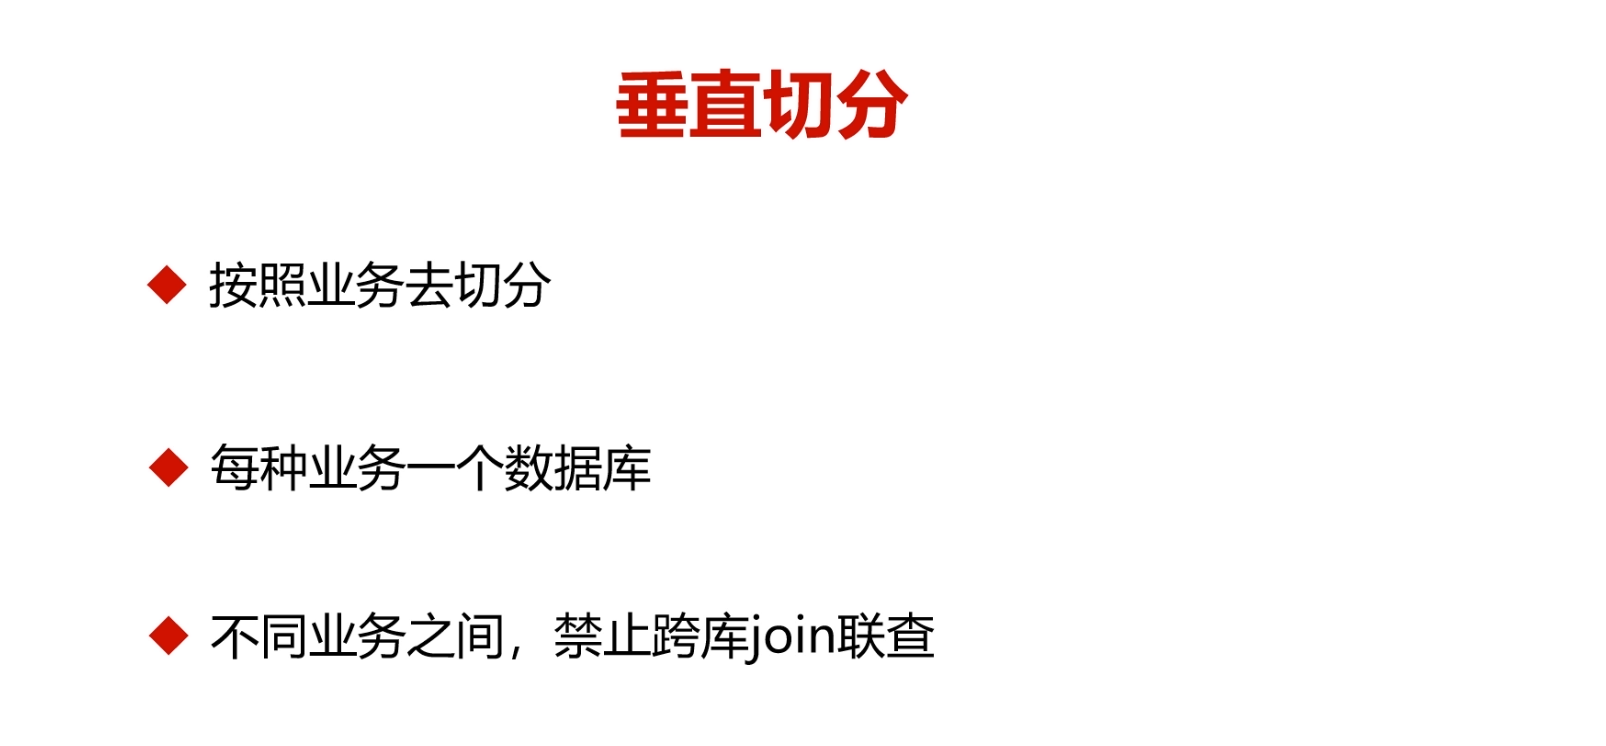 垂直切分
按照业务去切分
每种业务一个数据库
不同业务之间，禁止跨库join联查